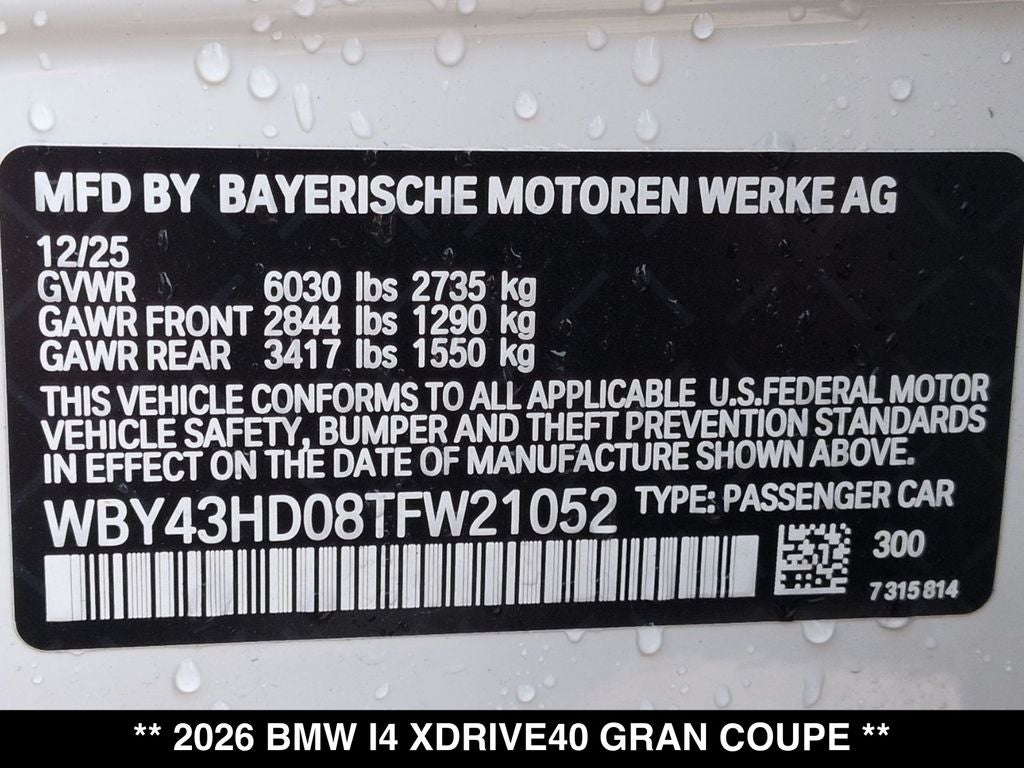 MFD BY BAYERISCHE MOTOREN WERKE AG
12/25
GVWR 6030 lbs 2735 kg
GAWR FRONT 2844 lbs 1290 kg
GAWR REAR 3417 lbs 1550 kg
THIS VEHICLE CONFORMS TO ALL APPLICABLE U.S.FEDERAL MOTOR
VEHICLE SAFETY, BUMPER AND THEFT PREVENTION STANDARDS
IN EFFECT ON THE DATE OF MANUFACTURE SHOWN ABOVE.
WBY43HD08TFW21052 TYPE: PASSENGER CAR
300
7315814
** 2026 BMW I4 XDRIVE40 GRAN COUPE **